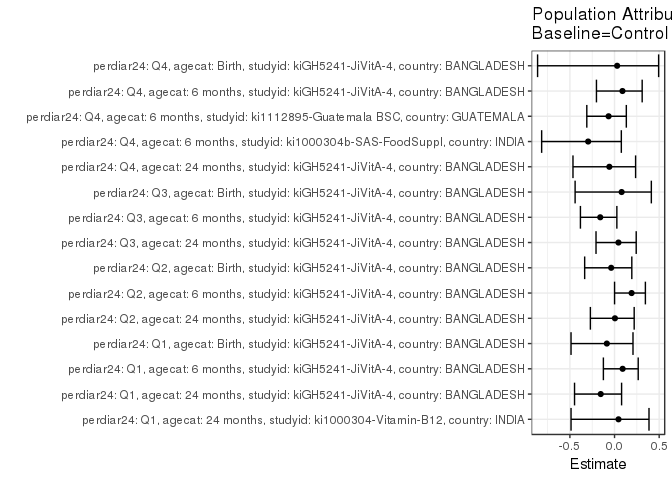 Population Attribu
Baseline=Control
perdiar24: Q4, agecat: Birth, studyid: kiGH5241-JiVitA-4, country: BANGLADESH
perdiar24: Q4, agecat: 6 months, studyid: kiGH5241-JiVitA-4, country: BANGLADESH
perdiar24: Q4, agecat: 6 months, studyid: ki1112895-Guatemala BSC, country: GUATEMALA
perdiar24: Q4, agecat: 6 months, studyid: ki1000304b-SAS-FoodSuppl, country: INDIA
perdiar24: Q4, agecat: 24 months, studyid: kiGH5241-JiVitA-4, country: BANGLADESH
perdiar24: Q3, agecat: Birth, studyid: kiGH5241-JiVitA-4, country: BANGLADESH
perdiar24: Q3, agecat: 6 months, studyid: kiGH5241-JiVitA-4, country: BANGLADESH
perdiar24: Q3, agecat: 24 months, studyid: kiGH5241-JiVitA-4, country: BANGLADESH
perdiar24: Q2, agecat: Birth, studyid: kiGH5241-JiVitA-4, country: BANGLADESH
perdiar24: Q2, agecat: 6 months, studyid: kiGH5241-JiVitA-4, country: BANGLADESH
perdiar24: Q2, agecat: 24 months, studyid: kiGH5241-JiVitA-4, country: BANGLADESH
perdiar24: Q1, agecat: Birth, studyid: kiGH5241-JiVitA-4, country: BANGLADESH
perdiar24: Q1, agecat: 6 months, studyid: kiGH5241-JiVitA-4, country: BANGLADESH
perdiar24: Q1, agecat: 24 months, studyid: kiGH5241-JiVitA-4, country: BANGLADESH
perdiar24: Q1, agecat: 24 months, studyid: ki1000304-Vitamin-B12, country: INDIA
-0.5 0.0 0.5
Estimate